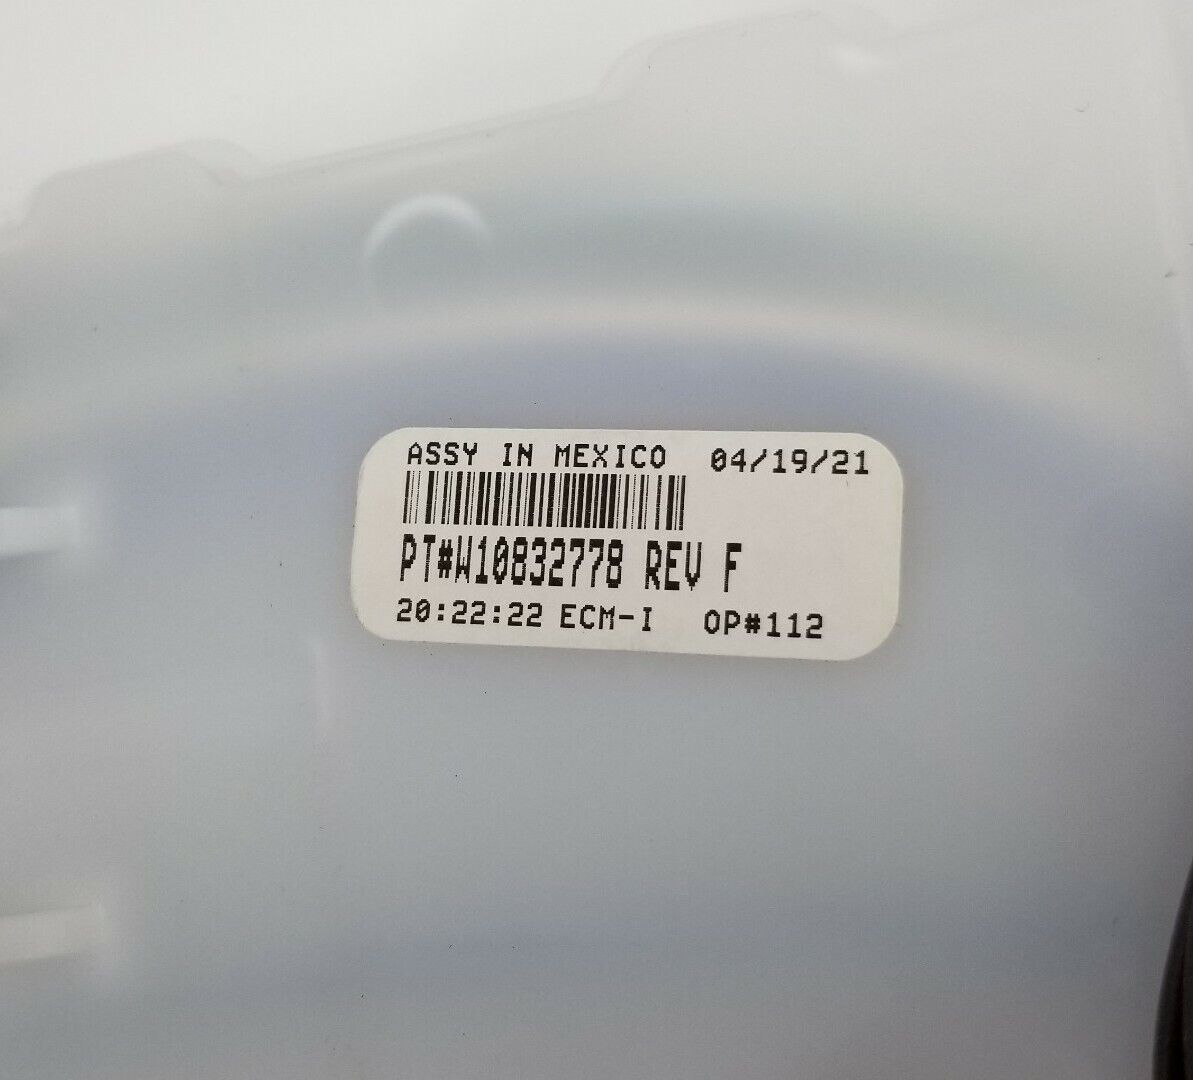 ASSY IN MEXICO 04/19/21
PT#W10832778 REV F
20:22:22 ECM-I OP#112